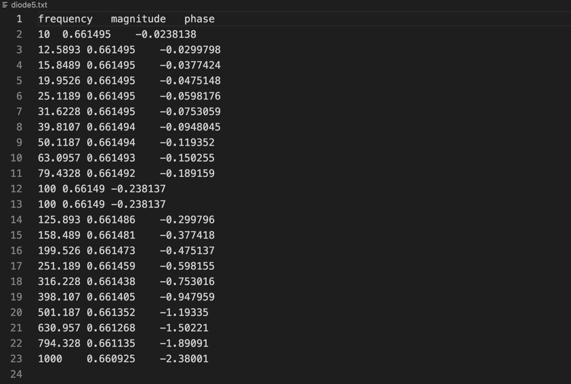 diode5.txt
1 frequency magnitude phase
2 10 0.661495 -0.0238138
3 12.5893 0.661495 -0.0299798
4 15.8489 0.661495 -0.0377424
5 19.9526 0.661495 -0.0475148
6 25.1189 0.661495 -0.0598176
7 31.6228 0.661495 -0.0753059
8 39.8107 0.661494 -0.0948045
9 50.1187 0.661494 -0.119352
10 63.0957 0.661493 -0.150255
11 79.4328 0.661492 -0.189159
12 100 0.66149 -0.238137
13 100 0.66149 -0.238137
14 125.893 0.661486 -0.299796
15 158.489 0.661481 -0.377418
16 199.526 0.661473 -0.475137
17 251.189 0.661459 -0.598155
18 316.228 0.661438 -0.753016
19 398.107 0.661405 -0.947959
20 501.187 0.661352 -1.19335
21 630.957 0.661268 -1.50221
22 794.328 0.661135 -1.89091
23 1000 0.660925 -2.38001
24